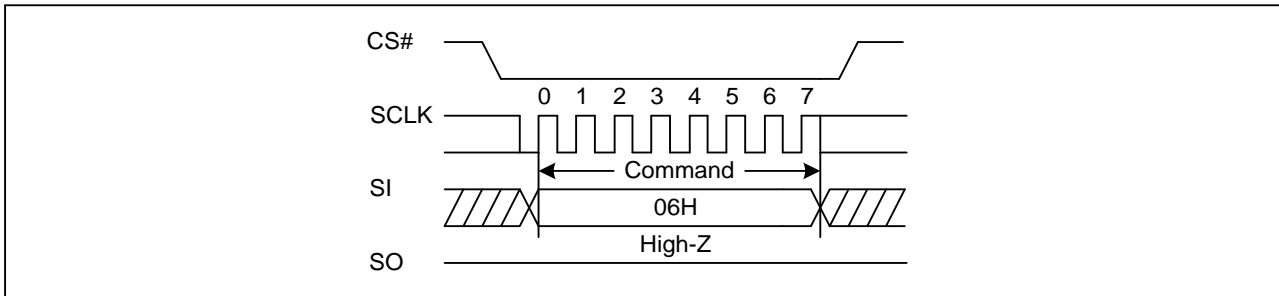 CS#
0 1 2 3 4 5 6 7
SCLK
Command
SI
06H
High-Z
SO